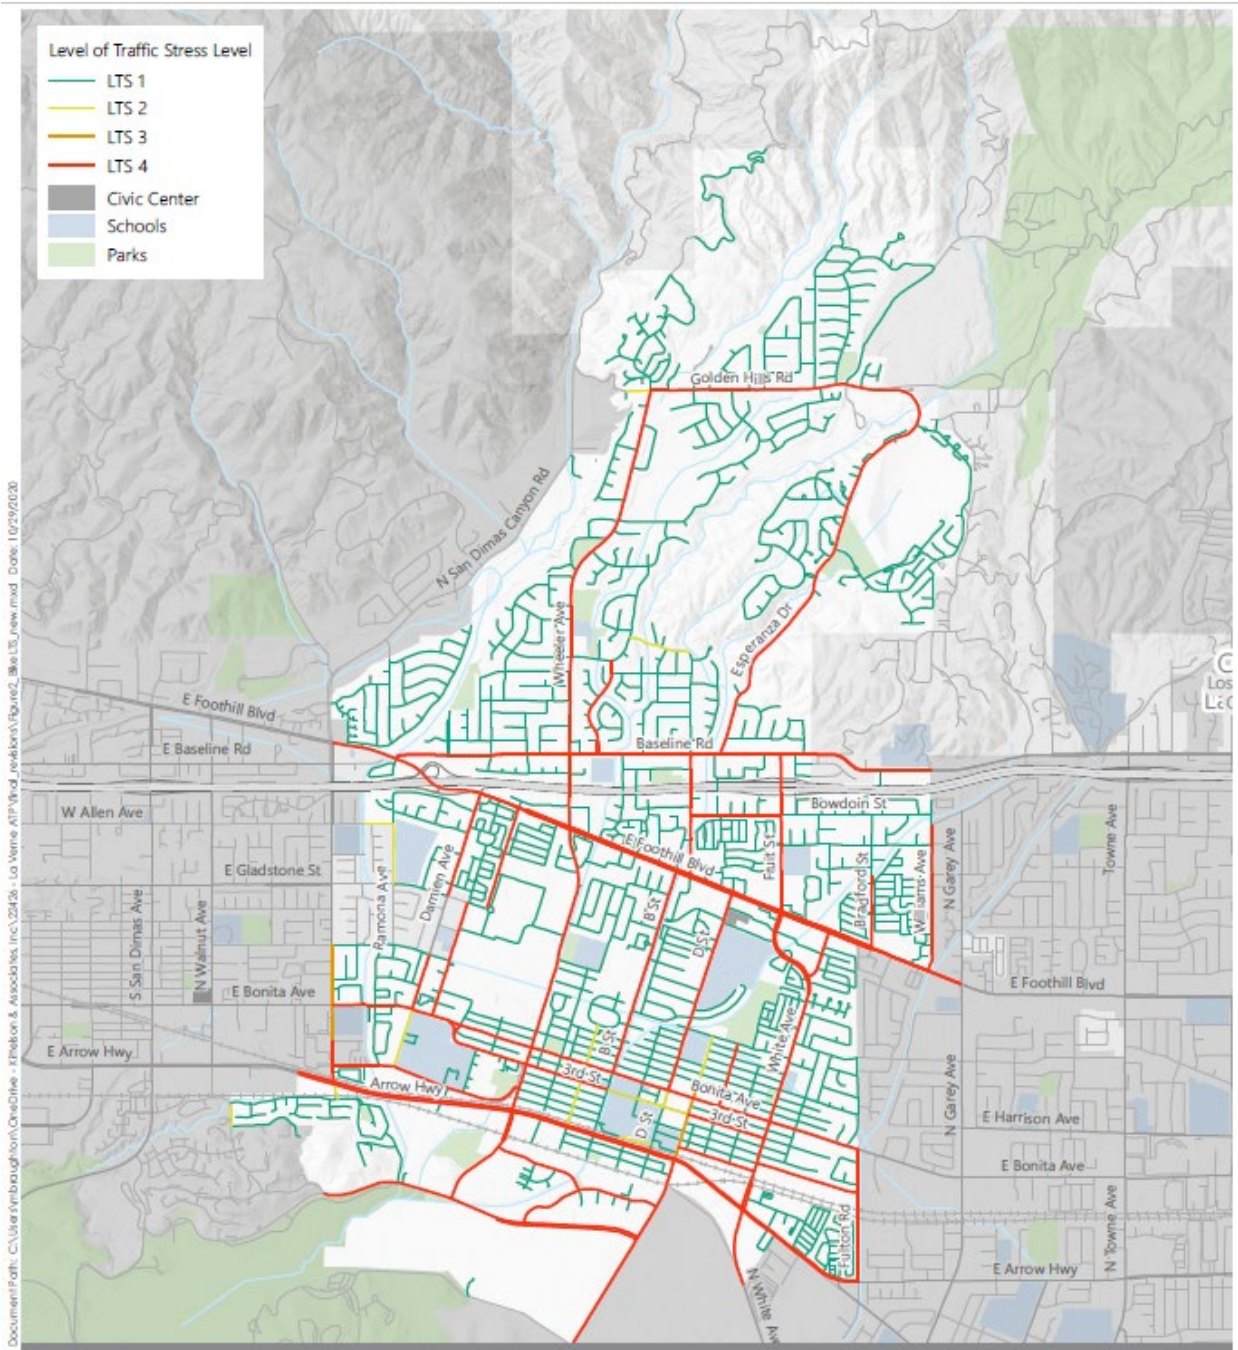 Level of Traffic Stress Level
LTS 1
LTS 2
LTS 3
LTS 4
Civic Center
Schools
Parks
Golden Hills Rd
N San Dimas Canyon Rd
Wheeler Ave
Esperanza Dr
E Foothill Blvd
E Baseline Rd
Baseline Rd
W Allen Ave
Bowdoin St
E Gladstone St
E Foothill Blvd
Fruit St
Towne Ave
Damien Ave
Ramona Ave
Bradford St
Williams Ave
N Garey Ave
S San Dimas Ave
N Walnut Ave
B St
D St
E Bonita Ave
E Foothill Blvd
E Arrow Hwy
B St
White Ave
Arrow Hwy
3rd St
Bonita Ave
3rd St
D St
N Garey Ave
E Harrison Ave
E Bonita Ave
Fulton Rd
N Towne Ave
E Arrow Hwy
N White Av
Los